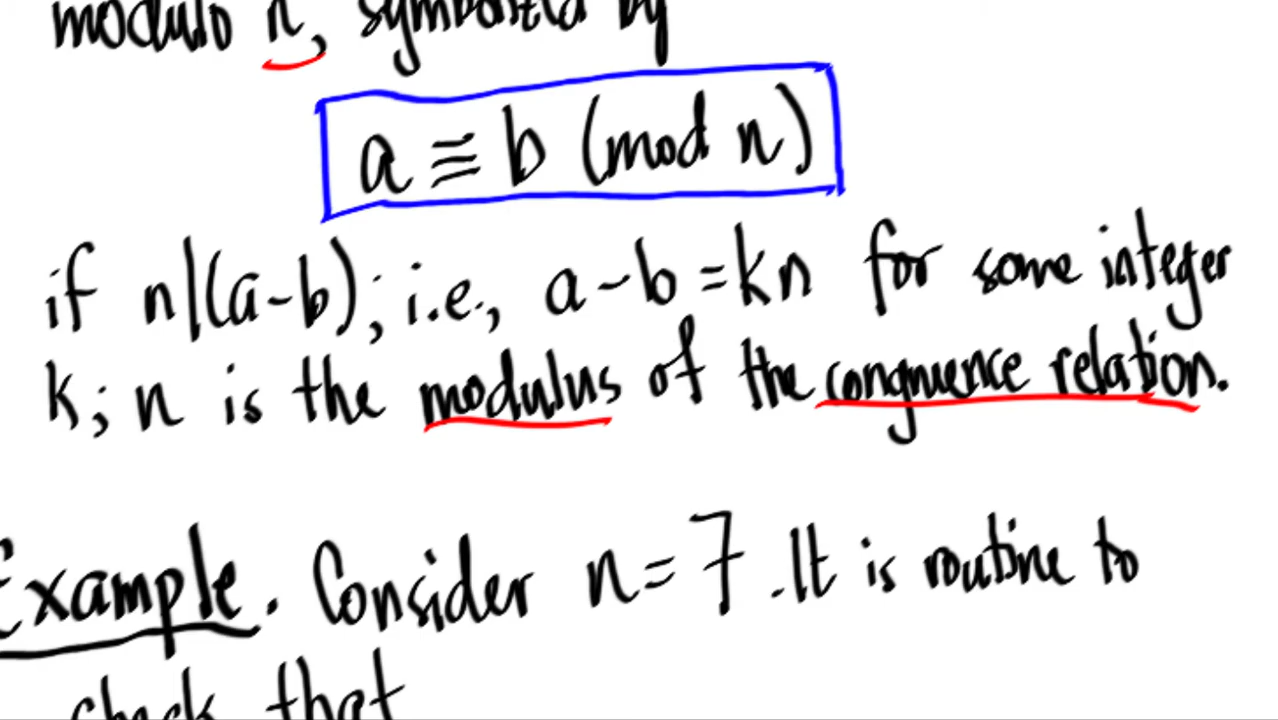 modulo n, symbolized by
a ≡ b (mod n)
if n|(a-b); i.e., a-b=kn for some integer
k; n is the modulus of the congruence relation.
Example. Consider n=7. It is routine to
check that